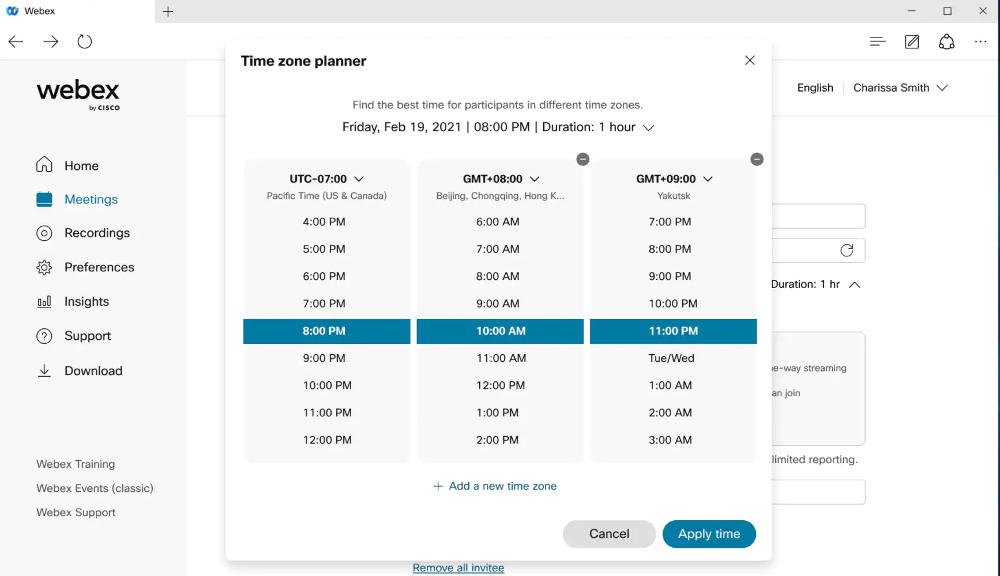 Webex
webex
by CISCO
Home
Meetings
Recordings
Preferences
Insights
Support
Download
Webex Training
Webex Events (classic)
Webex Support
English
Charissa Smith
Time zone planner
Find the best time for participants in different time zones.
Friday, Feb 19, 2021 | 08:00 PM | Duration: 1 hour
UTC-07:00
Pacific Time (US & Canada)
4:00 PM
5:00 PM
6:00 PM
7:00 PM
8:00 PM
9:00 PM
10:00 PM
11:00 PM
12:00 PM
GMT+08:00
Beijing, Chongqing, Hong K...
6:00 AM
7:00 AM
8:00 AM
9:00 AM
10:00 AM
11:00 AM
12:00 PM
1:00 PM
2:00 PM
GMT+09:00
Yakutsk
7:00 PM
8:00 PM
9:00 PM
10:00 PM
11:00 PM
Tue/Wed
1:00 AM
2:00 AM
3:00 AM
+ Add a new time zone
Cancel
Apply time
Duration: 1 hr
e-way streaming
an join
limited reporting.
Remove all invitee